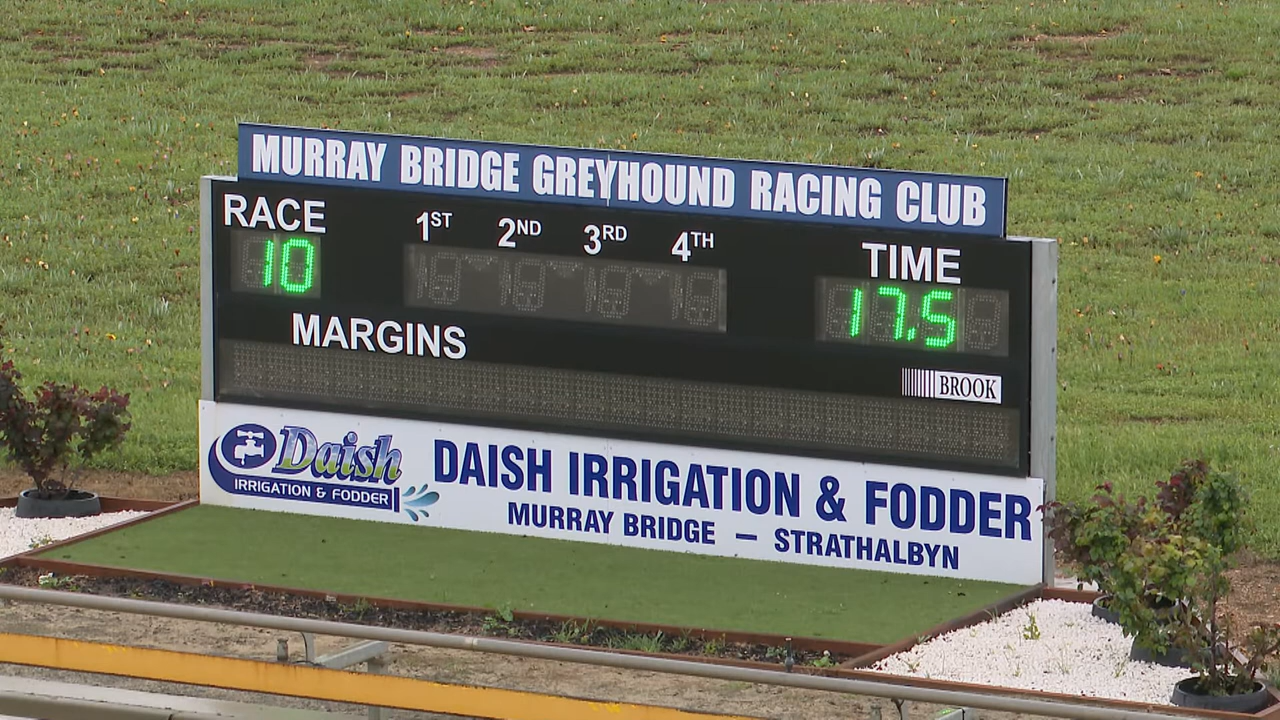 MURRAY BRIDGE GREYHOUND RACING CLUB
RACE 1ST 2ND 3RD 4TH TIME
10 17.5
MARGINS
BROOK
Daish
IRRIGATION & FODDER
DAISH IRRIGATION & FODDER
MURRAY BRIDGE – STRATHALBYN